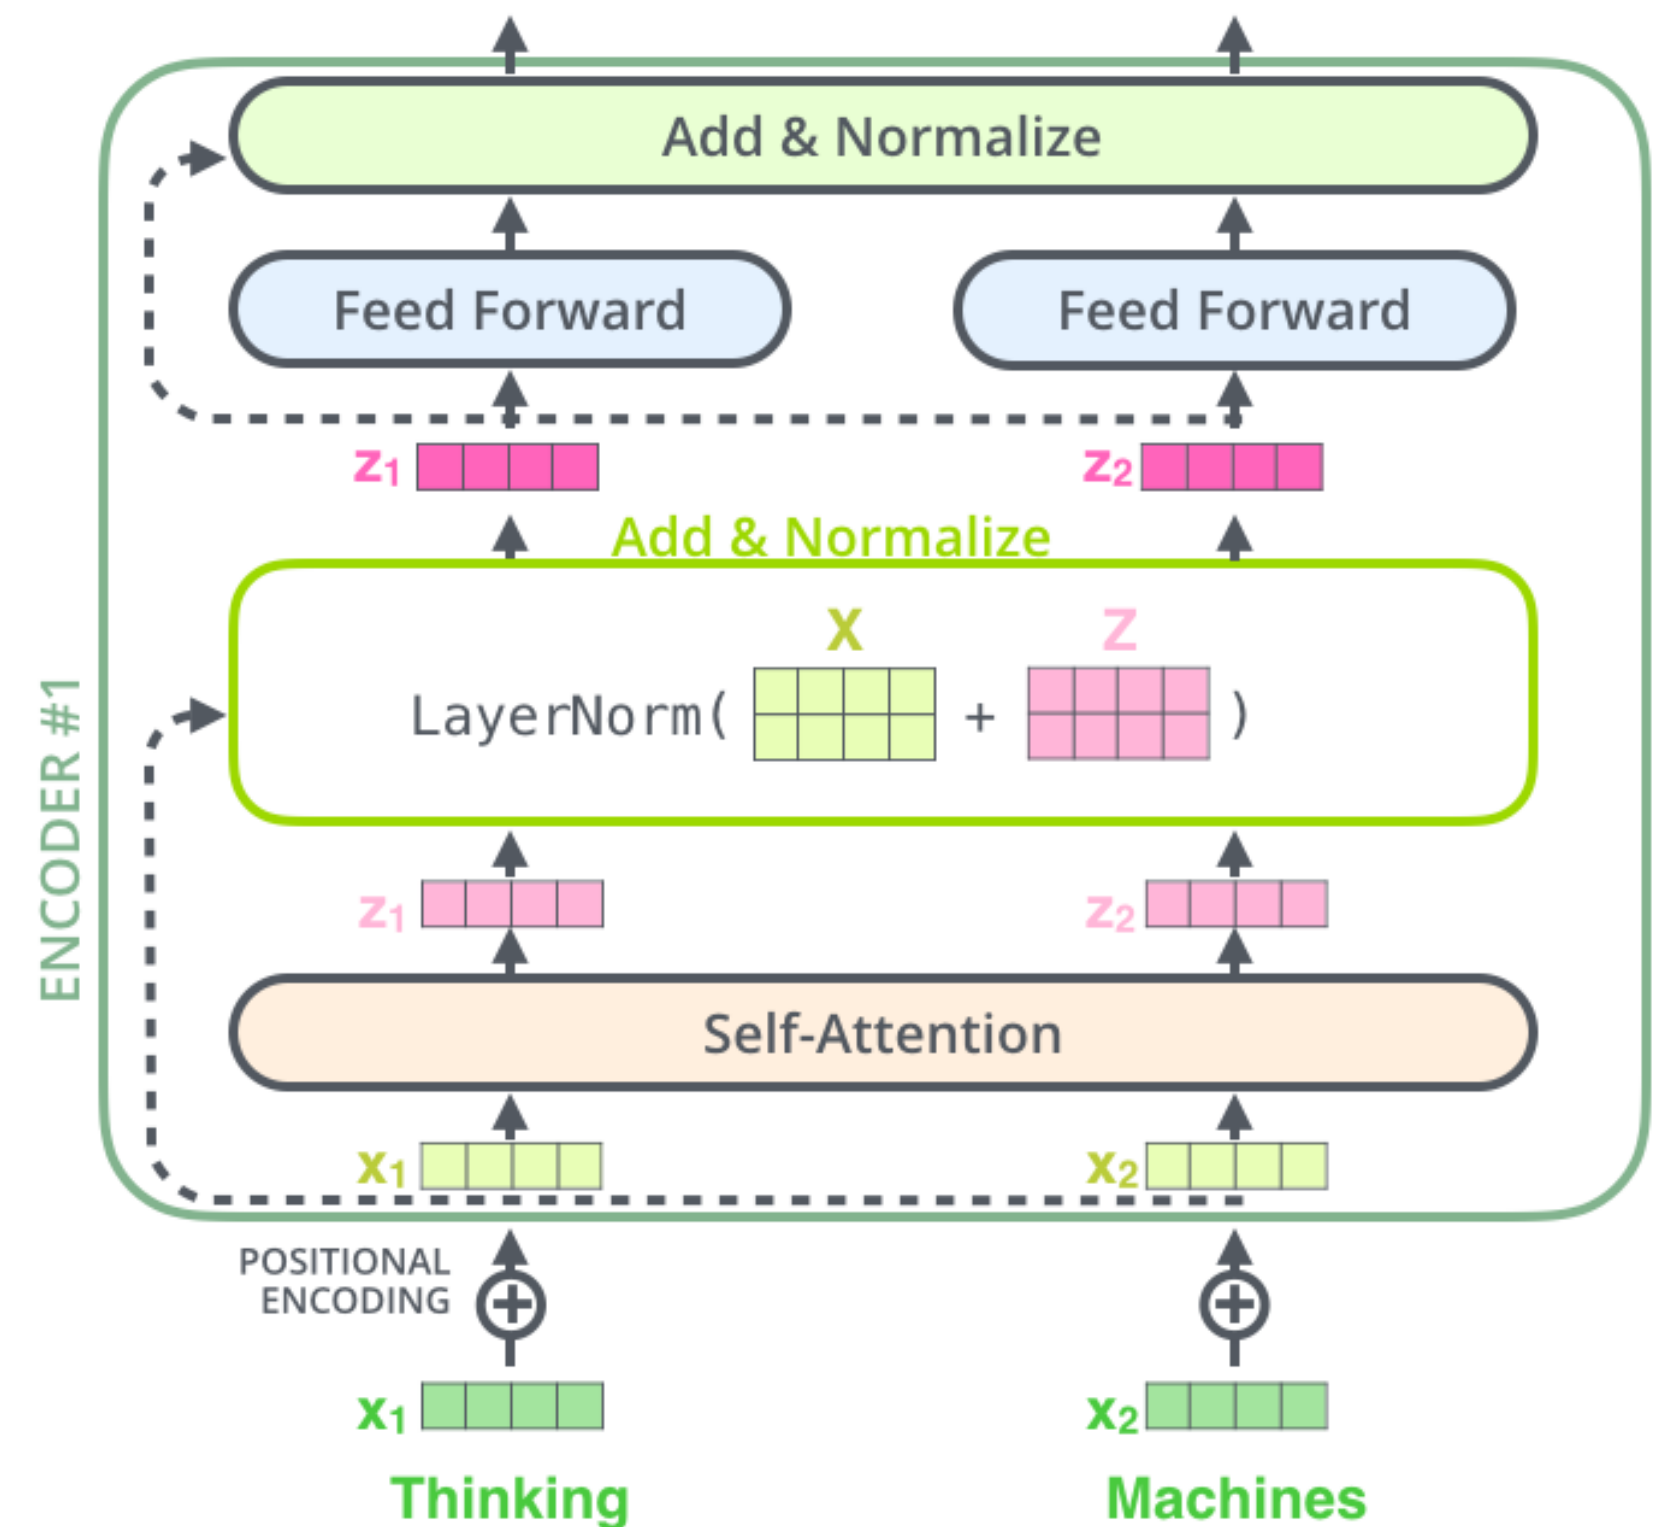 Add & Normalize
Feed Forward
Feed Forward
z1
z2
Add & Normalize
X
Z
LayerNorm(
+
)
ENCODER #1
z1
z2
Self-Attention
x1
x2
POSITIONAL
ENCODING
x1
x2
Thinking
Machines